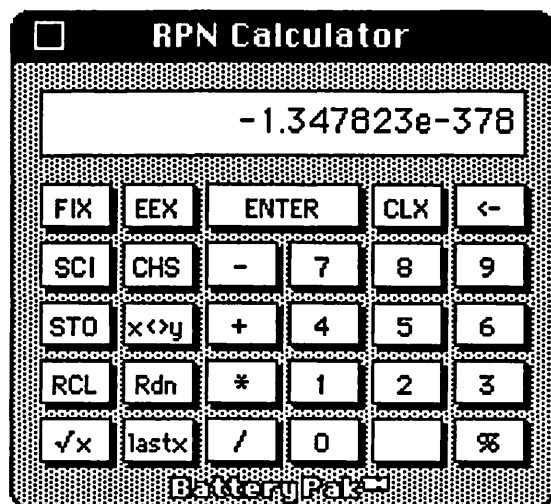 RPN Calculator
-1.347823e-378
FIX EEX ENTER CLX <-
SCI CHS - 7 8 9
STO x<>y + 4 5 6
RCL Rdn * 1 2 3
√x lastx / 0 %
BatteryPak™